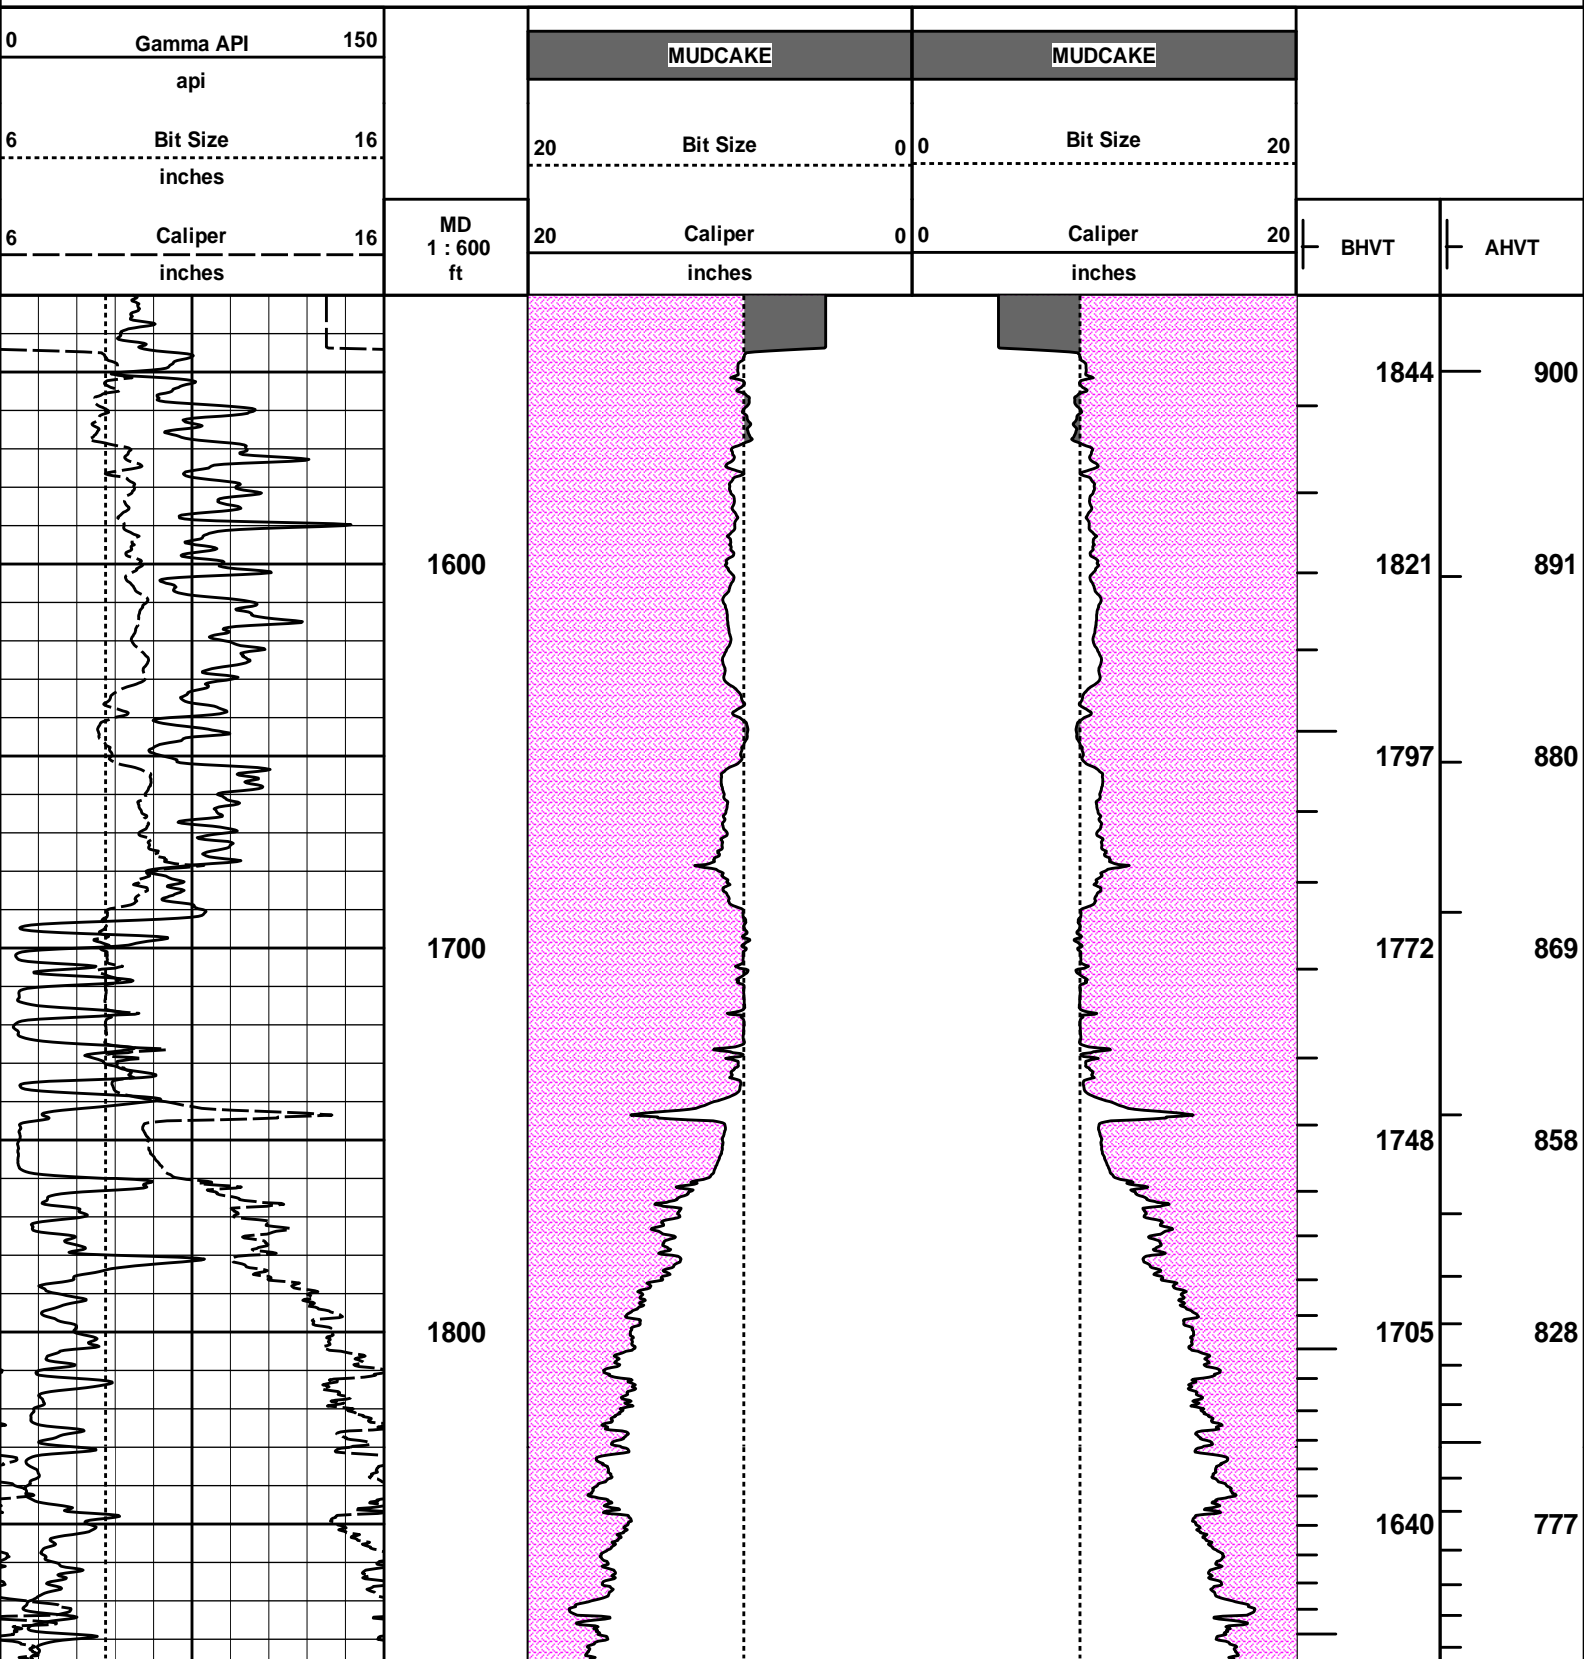 0 Gamma API 150
api
6 Bit Size 16
inches
6 Caliper 16
inches
MD
1 : 600
ft
MUDCAKE
20 Bit Size 0
20 Caliper 0
inches
MUDCAKE
0 Bit Size 20
0 Caliper 20
inches
BHVT
AHVT
1844 900
1600 1821 891
1797 880
1700 1772 869
1748 858
1800 1705 828
1640 777